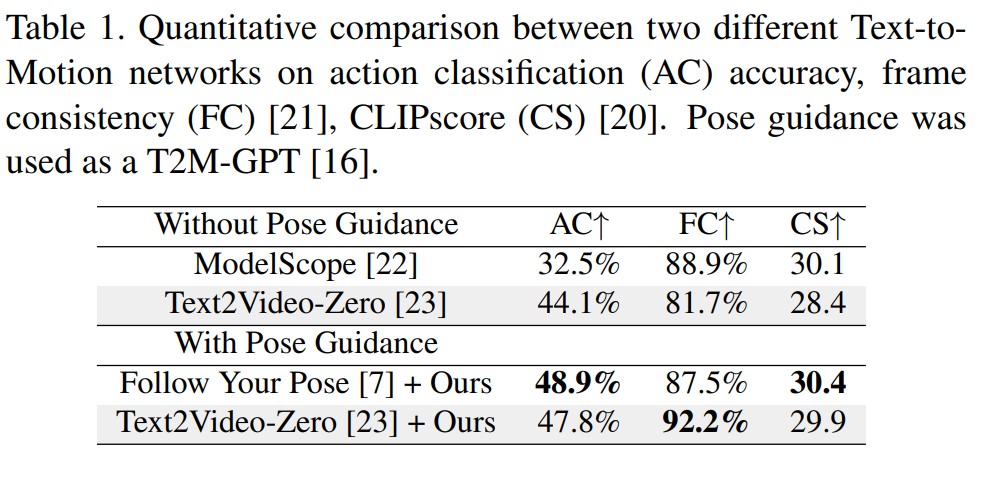 Table 1. Quantitative comparison between two different Text-to-
Motion networks on action classification (AC) accuracy, frame
consistency (FC) [21], CLIPscore (CS) [20]. Pose guidance was
used as a T2M-GPT [16].
Without Pose Guidance AC↑ FC↑ CS↑
ModelScope [22] 32.5% 88.9% 30.1
Text2Video-Zero [23] 44.1% 81.7% 28.4
With Pose Guidance
Follow Your Pose [7] + Ours 48.9% 87.5% 30.4
Text2Video-Zero [23] + Ours 47.8% 92.2% 29.9